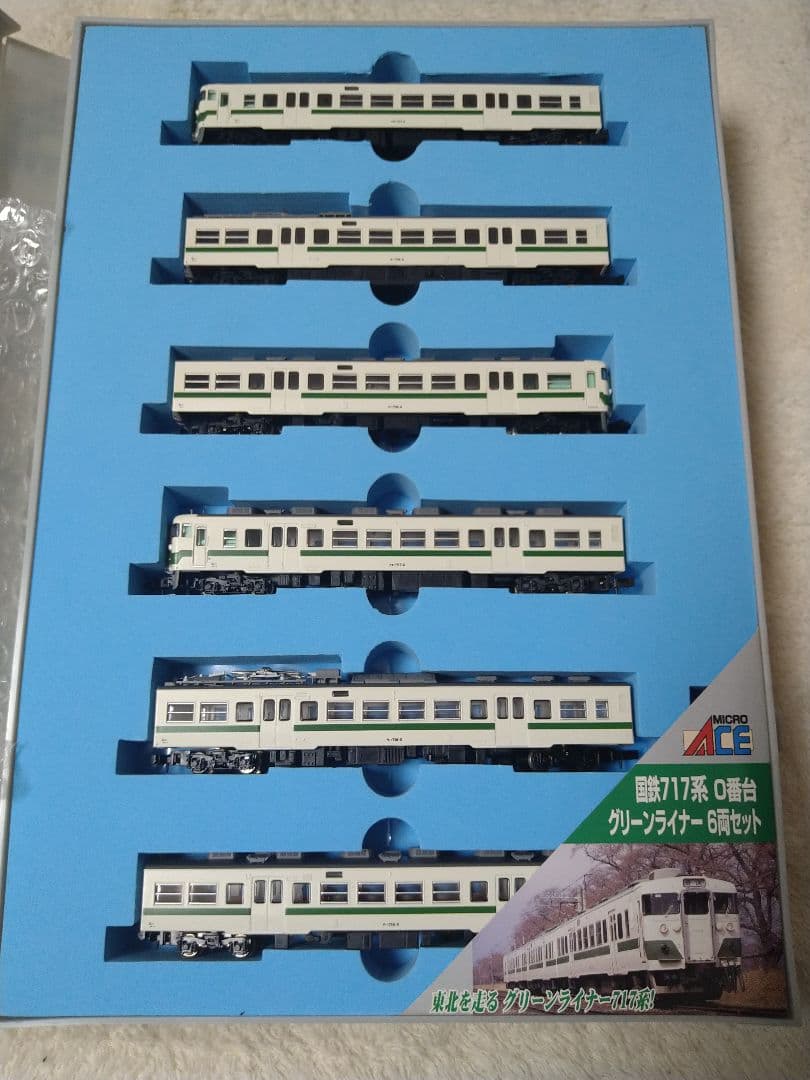 MICRO
ACE
国鉄717系 0番台
グリーンライナー 6両セット
東北を走る グリーンライナー717系!